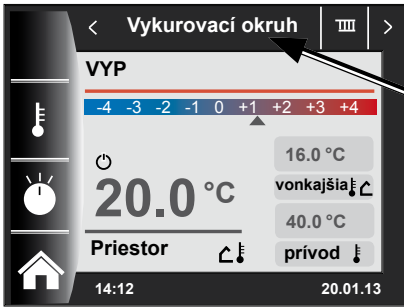 < Vykurovací okruh >
VYP
-4 -3 -2 -1 0 +1 +2 +3 +4
16.0 °C
20.0 °C
vonkajšia
40.0 °C
Priestor
prívod
14:12 20.01.13